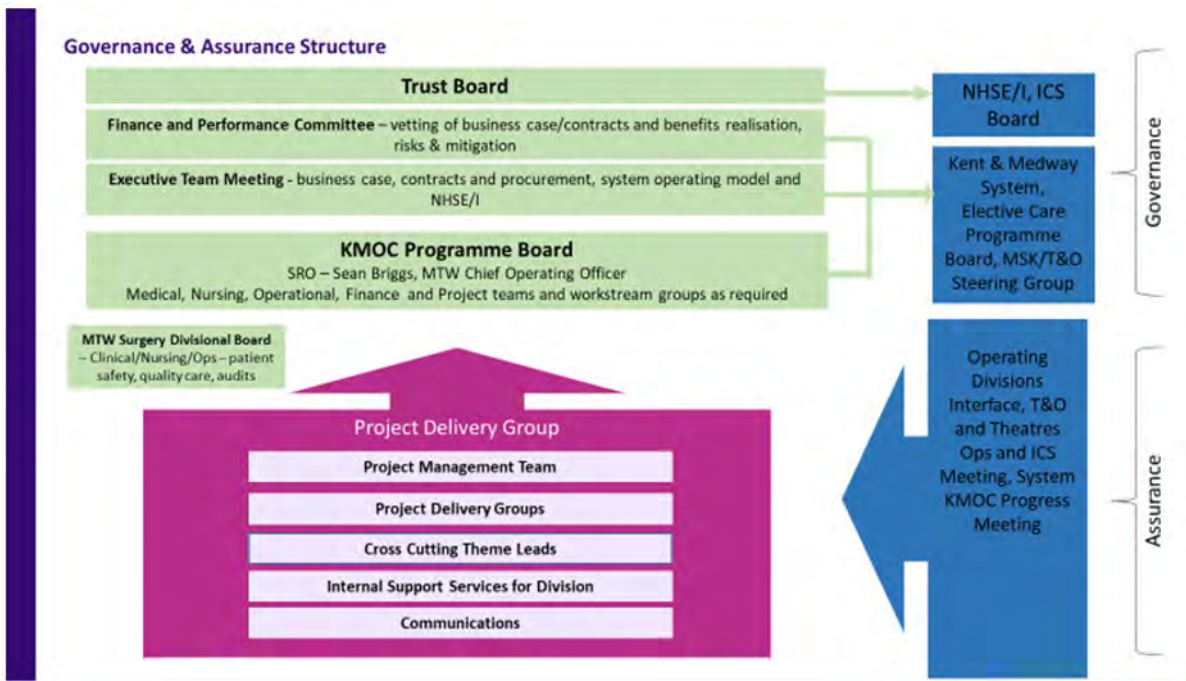 Governance & Assurance Structure
Trust Board
Finance and Performance Committee – vetting of business case/contracts and benefits realisation,
risks & mitigation
Executive Team Meeting - business case, contracts and procurement, system operating model and
NHSE/I
KMOC Programme Board
SRO – Sean Briggs, MTW Chief Operating Officer
Medical, Nursing, Operational, Finance and Project teams and workstream groups as required
NHSE/I, ICS
Board
Kent & Medway
System,
Elective Care
Programme
Board, MSK/T&O
Steering Group
Governance
MTW Surgery Divisional Board
– Clinical/Nursing/Ops – patient
safety, quality care, audits
Project Delivery Group
Project Management Team
Project Delivery Groups
Cross Cutting Theme Leads
Internal Support Services for Division
Communications
Operating
Divisions
Interface, T&O
and Theatres
Ops and ICS
Meeting, System
KMOC Progress
Meeting
Assurance